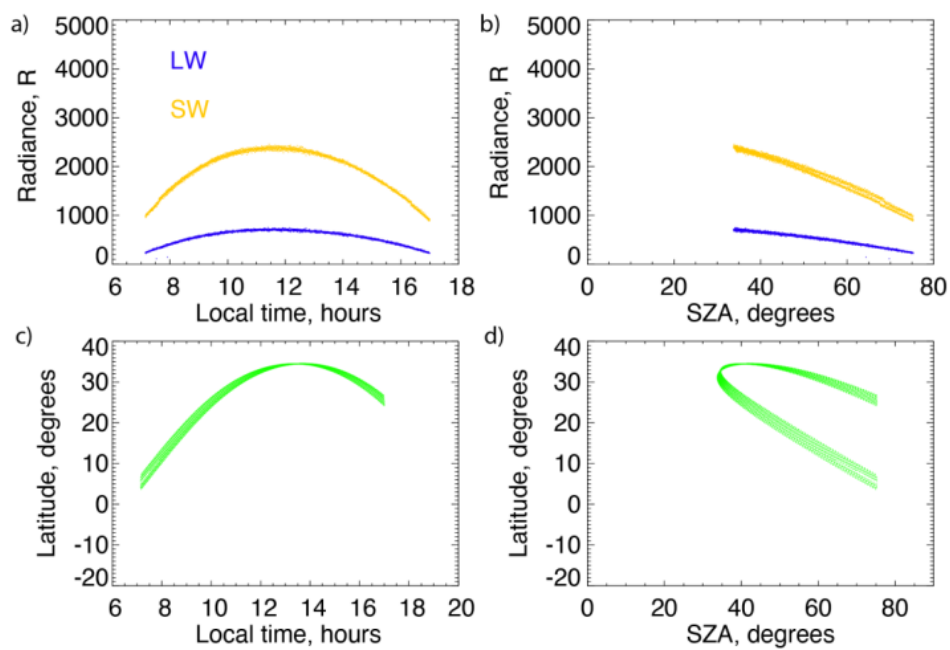 a)
5000
4000
3000
2000
1000
0
Radiance, R
LW
SW
6 8 10 12 14 16 18
Local time, hours
b)
5000
4000
3000
2000
1000
0
Radiance, R
0 20 40 60 80
SZA, degrees
c)
40
30
20
10
0
-10
-20
Latitude, degrees
6 8 10 12 14 16 18 20
Local time, hours
d)
40
30
20
10
0
-10
-20
Latitude, degrees
0 20 40 60 80
SZA, degrees